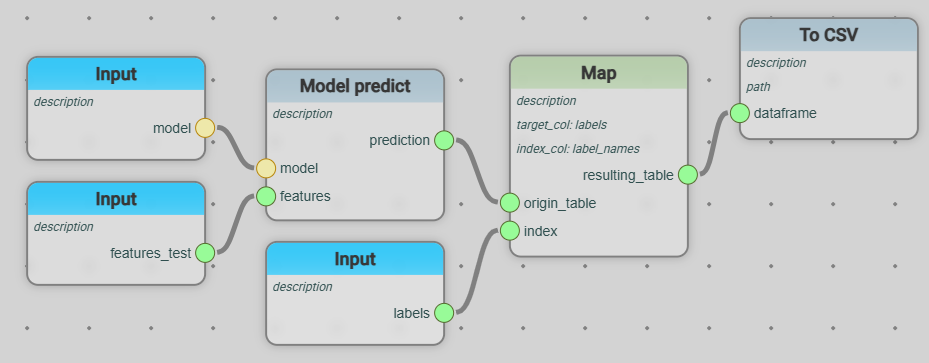 Input
description
model
Input
description
features_test
Model predict
description
prediction
model
features
Input
description
labels
Map
description
target_col: labels
index_col: label_names
resulting_table
origin_table
index
To CSV
description
path
dataframe